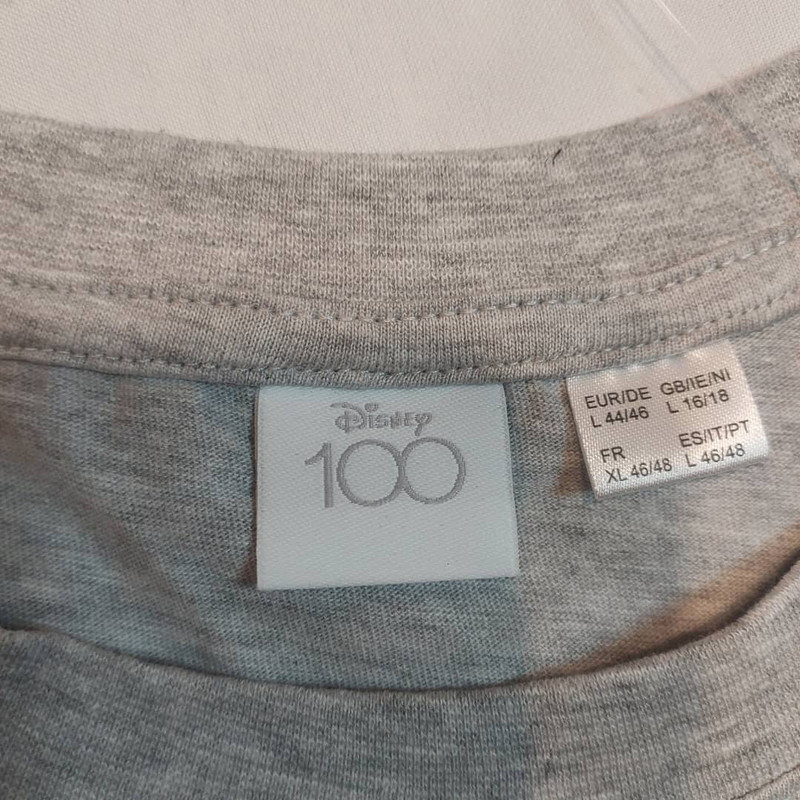 Disney
100
EUR/DE GB/IE/NI
L 44/46 L 16/18
FR ES/IT/PT
XL 46/48 L 46/48